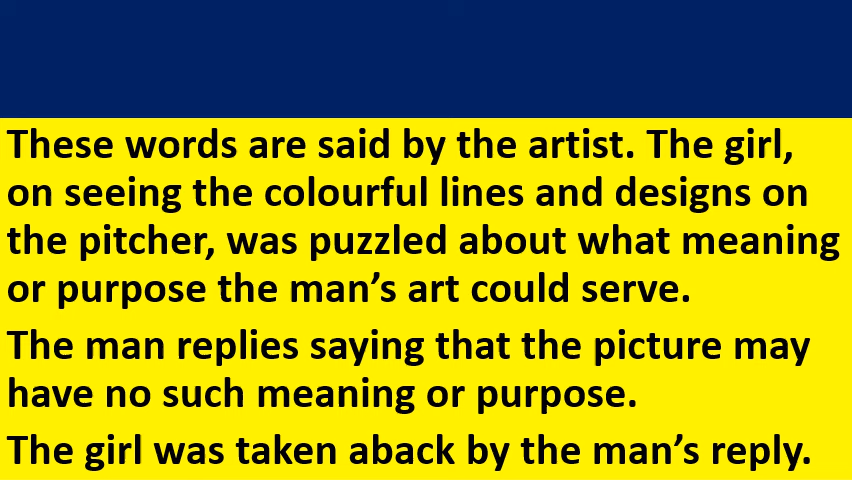 These words are said by the artist. The girl,
on seeing the colourful lines and designs on
the pitcher, was puzzled about what meaning
or purpose the man’s art could serve.
The man replies saying that the picture may
have no such meaning or purpose.
The girl was taken aback by the man’s reply.